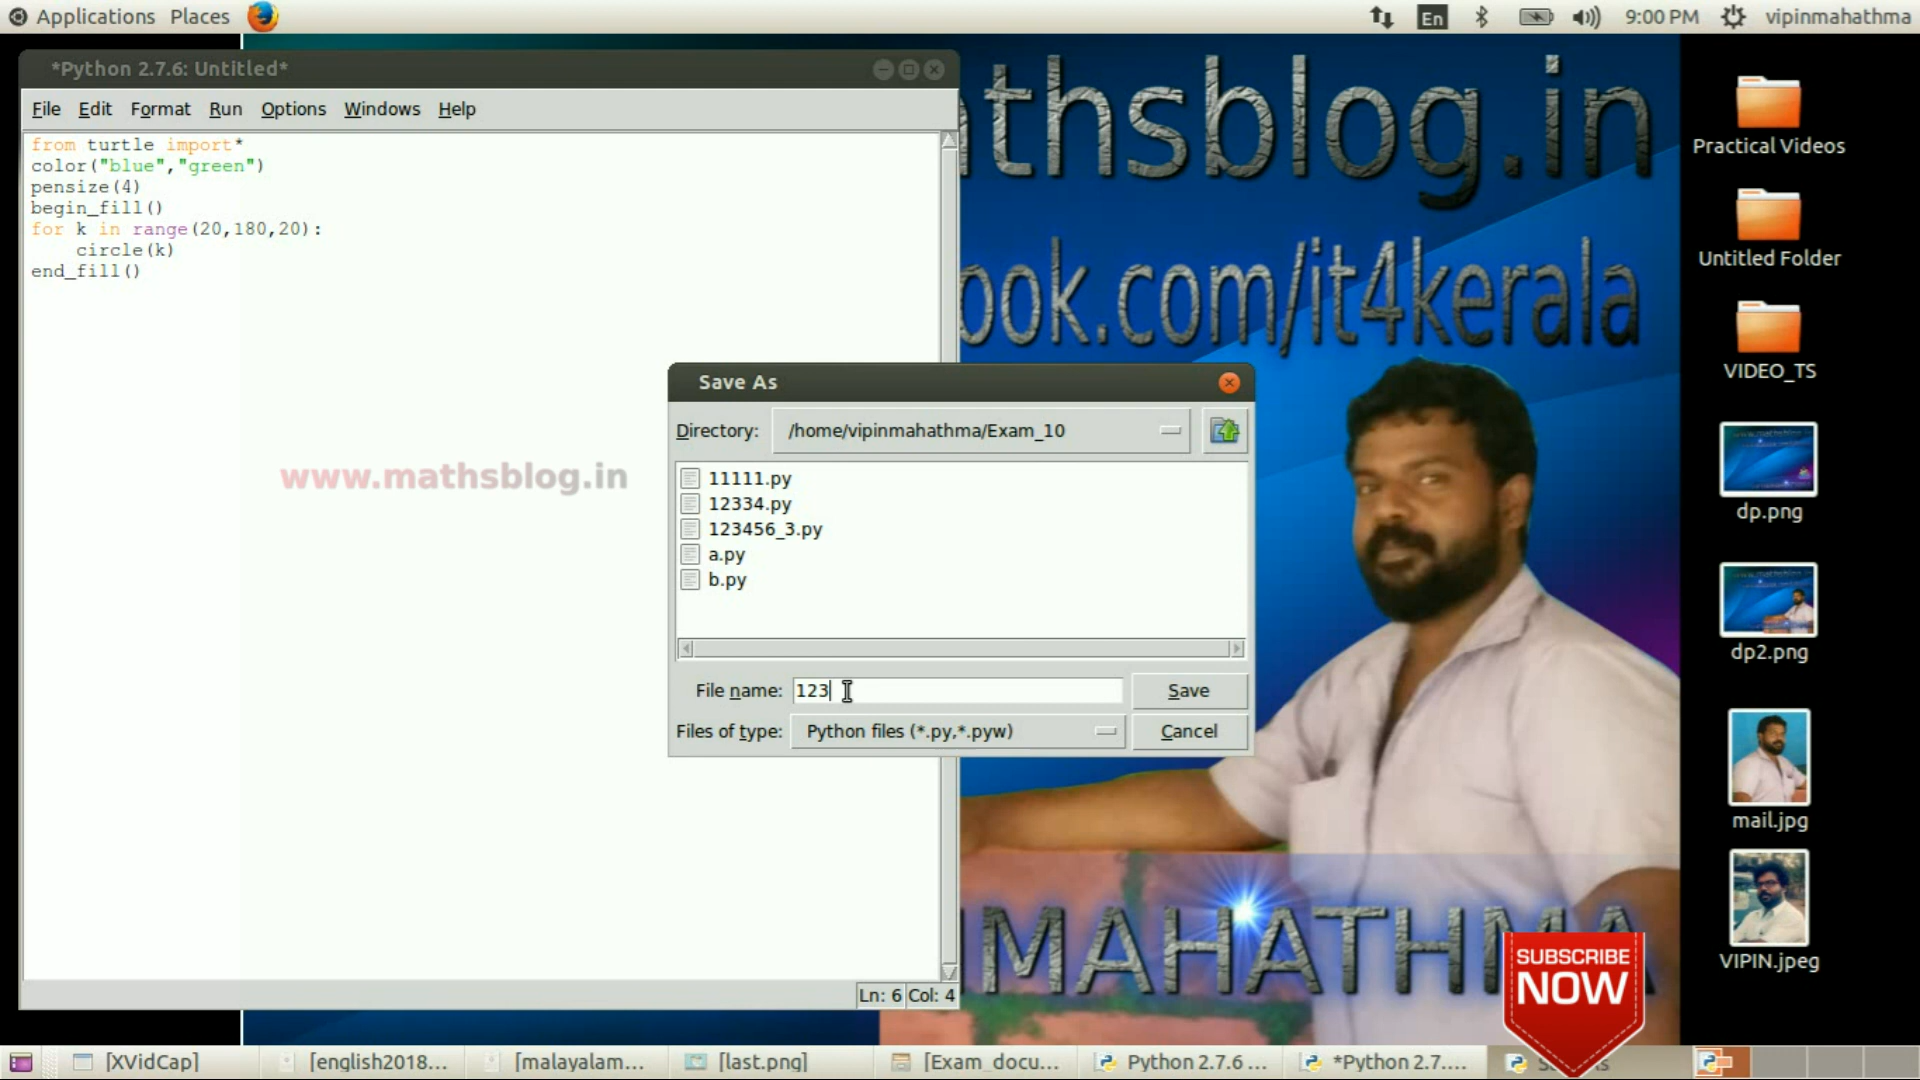 Applications Places
En
9:00 PM
vipinmahathma
*Python 2.7.6: Untitled*
File Edit Format Run Options Windows Help
from turtle import*
color("blue","green")
pensize(4)
begin_fill()
for k in range(20,180,20):
    circle(k)
end_fill()
www.mathsblog.in
Ln: 6 Col: 4
thsblog.in
ook.com/it4kerala
MAHATHMA
Save As
Directory: /home/vipinmahathma/Exam_10
11111.py
12334.py
123456_3.py
a.py
b.py
File name: 123
Save
Files of type: Python files (*.py,*.pyw)
Cancel
Practical Videos
Untitled Folder
VIDEO_TS
dp.png
dp2.png
mail.jpg
VIPIN.jpeg
SUBSCRIBE
NOW
[XVidCap] [english2018... [malayalam... [last.png] [Exam_docu... Python 2.7.6 ... *Python 2.7....